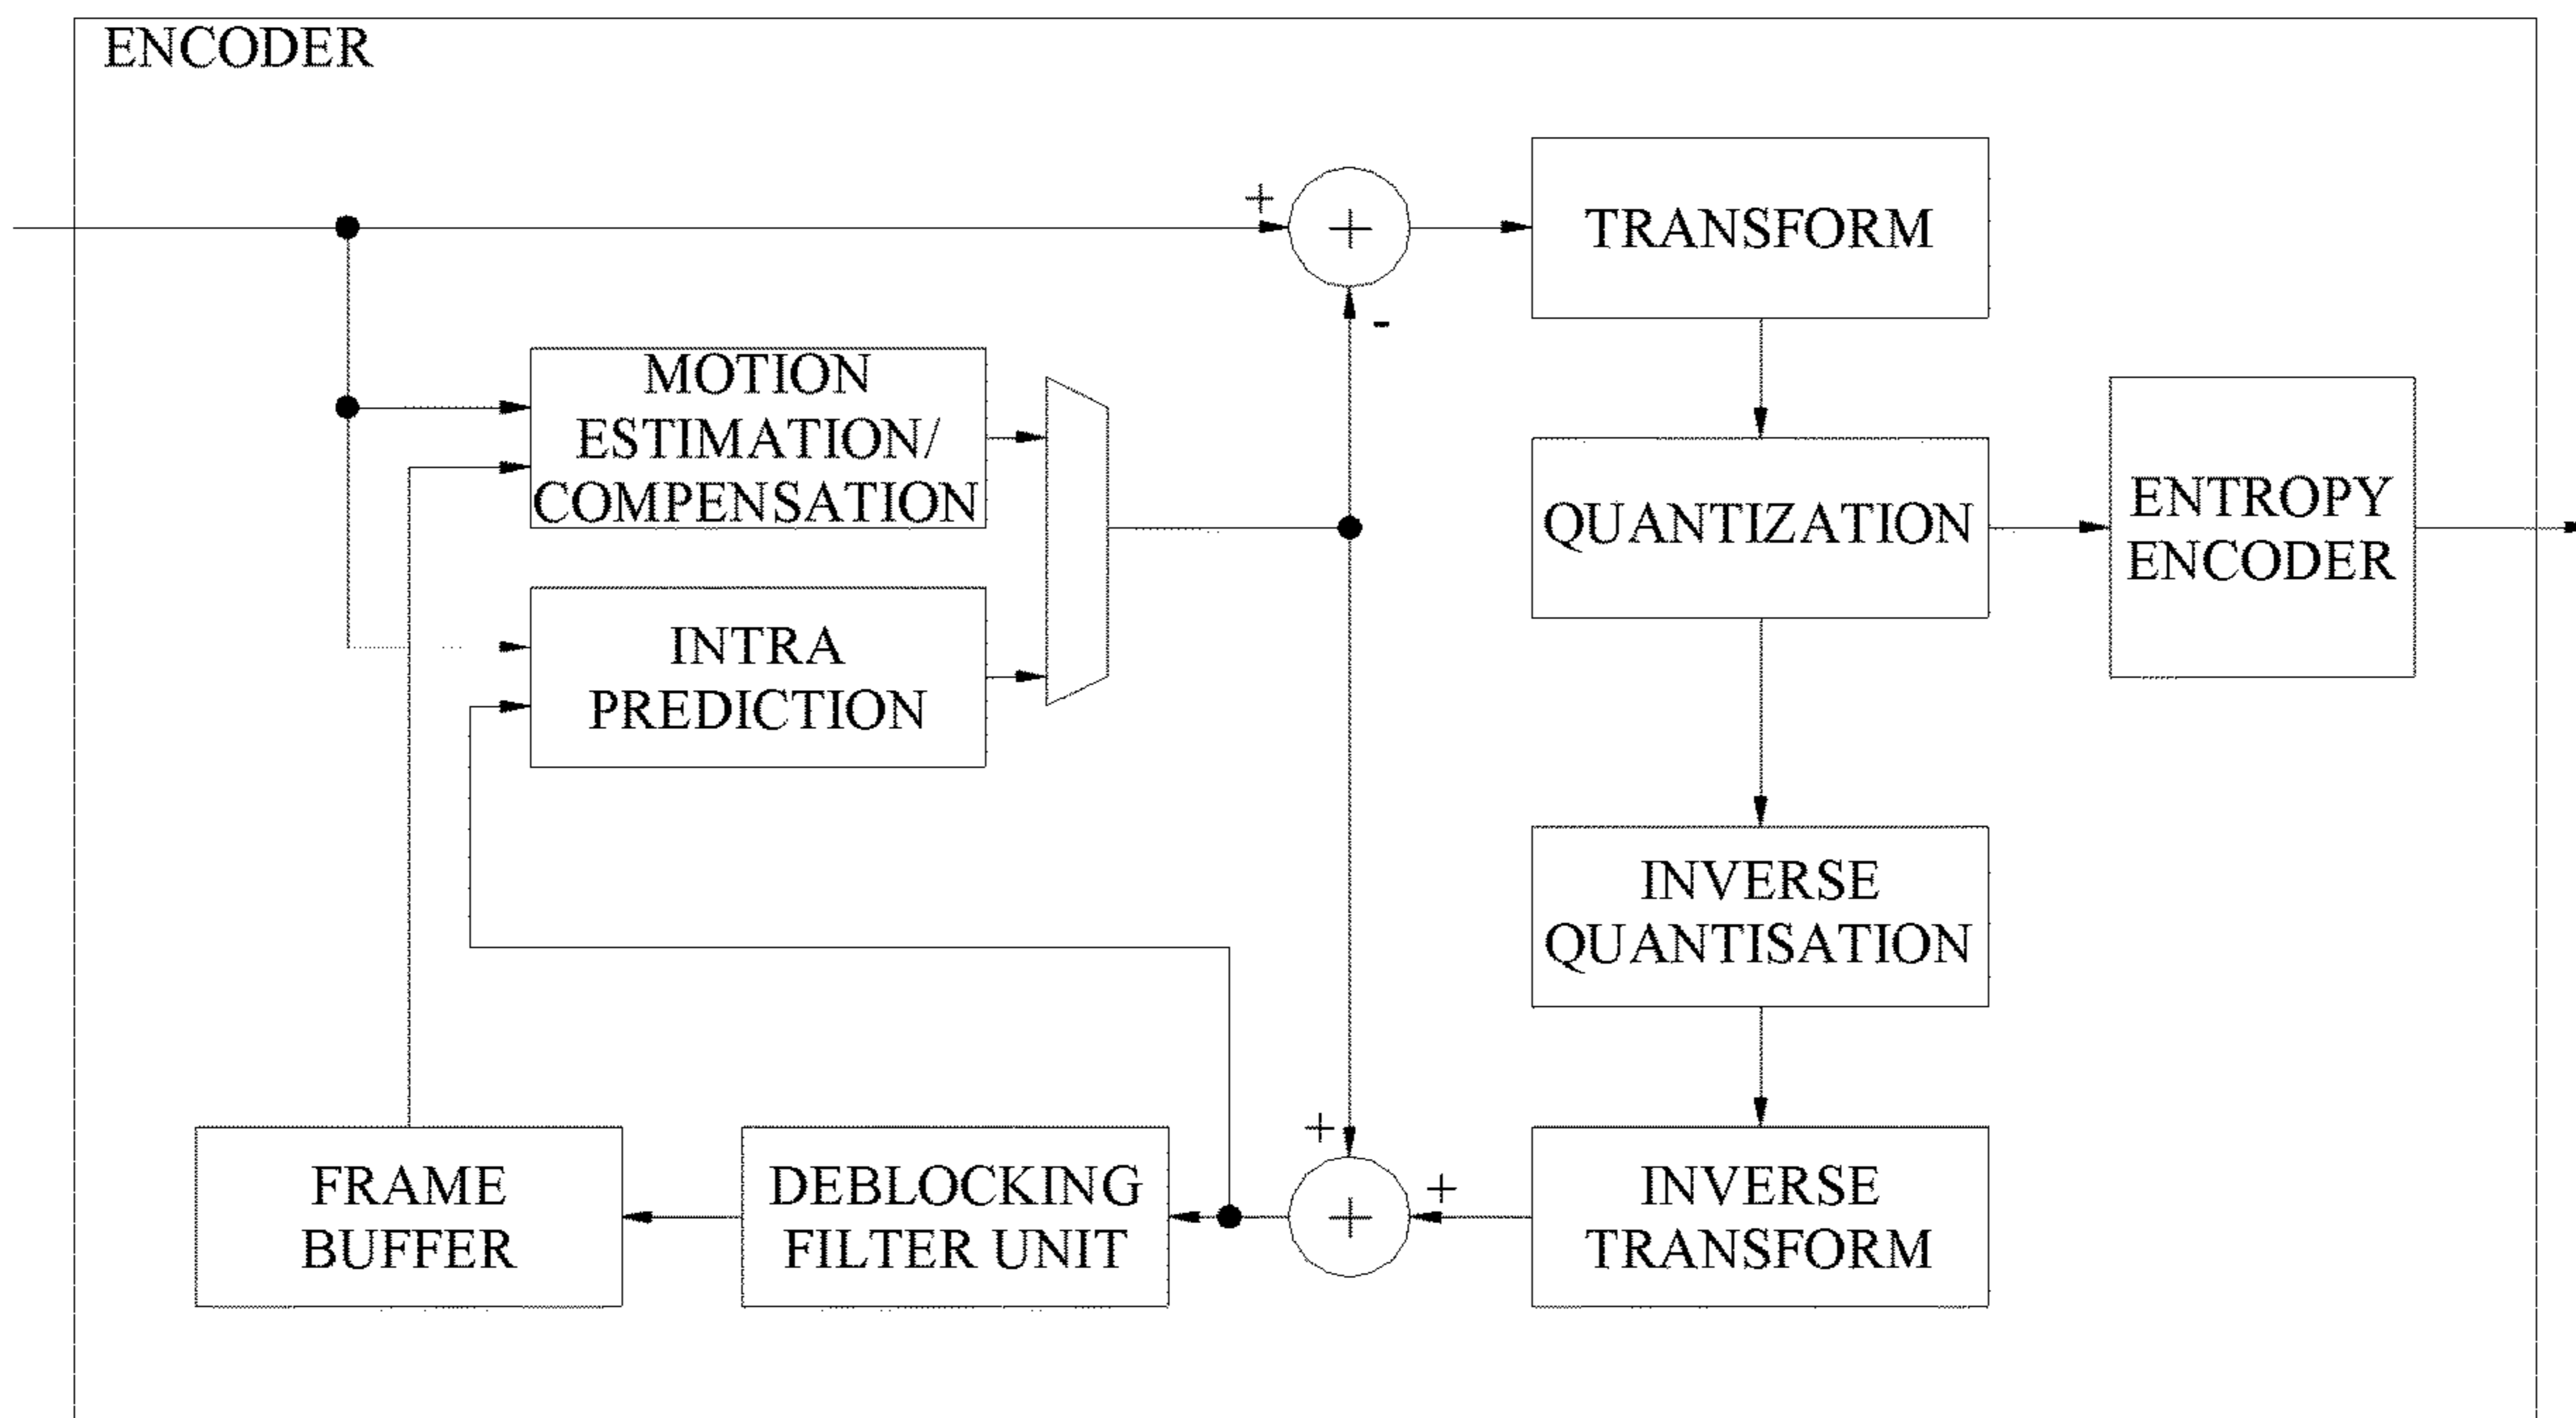 ENCODER
+
+
TRANSFORM
-
MOTION
ESTIMATION/
COMPENSATION
QUANTIZATION
ENTROPY
ENCODER
INTRA
PREDICTION
INVERSE
QUANTISATION
FRAME
BUFFER
DEBLOCKING
FILTER UNIT
+
+
+
INVERSE
TRANSFORM